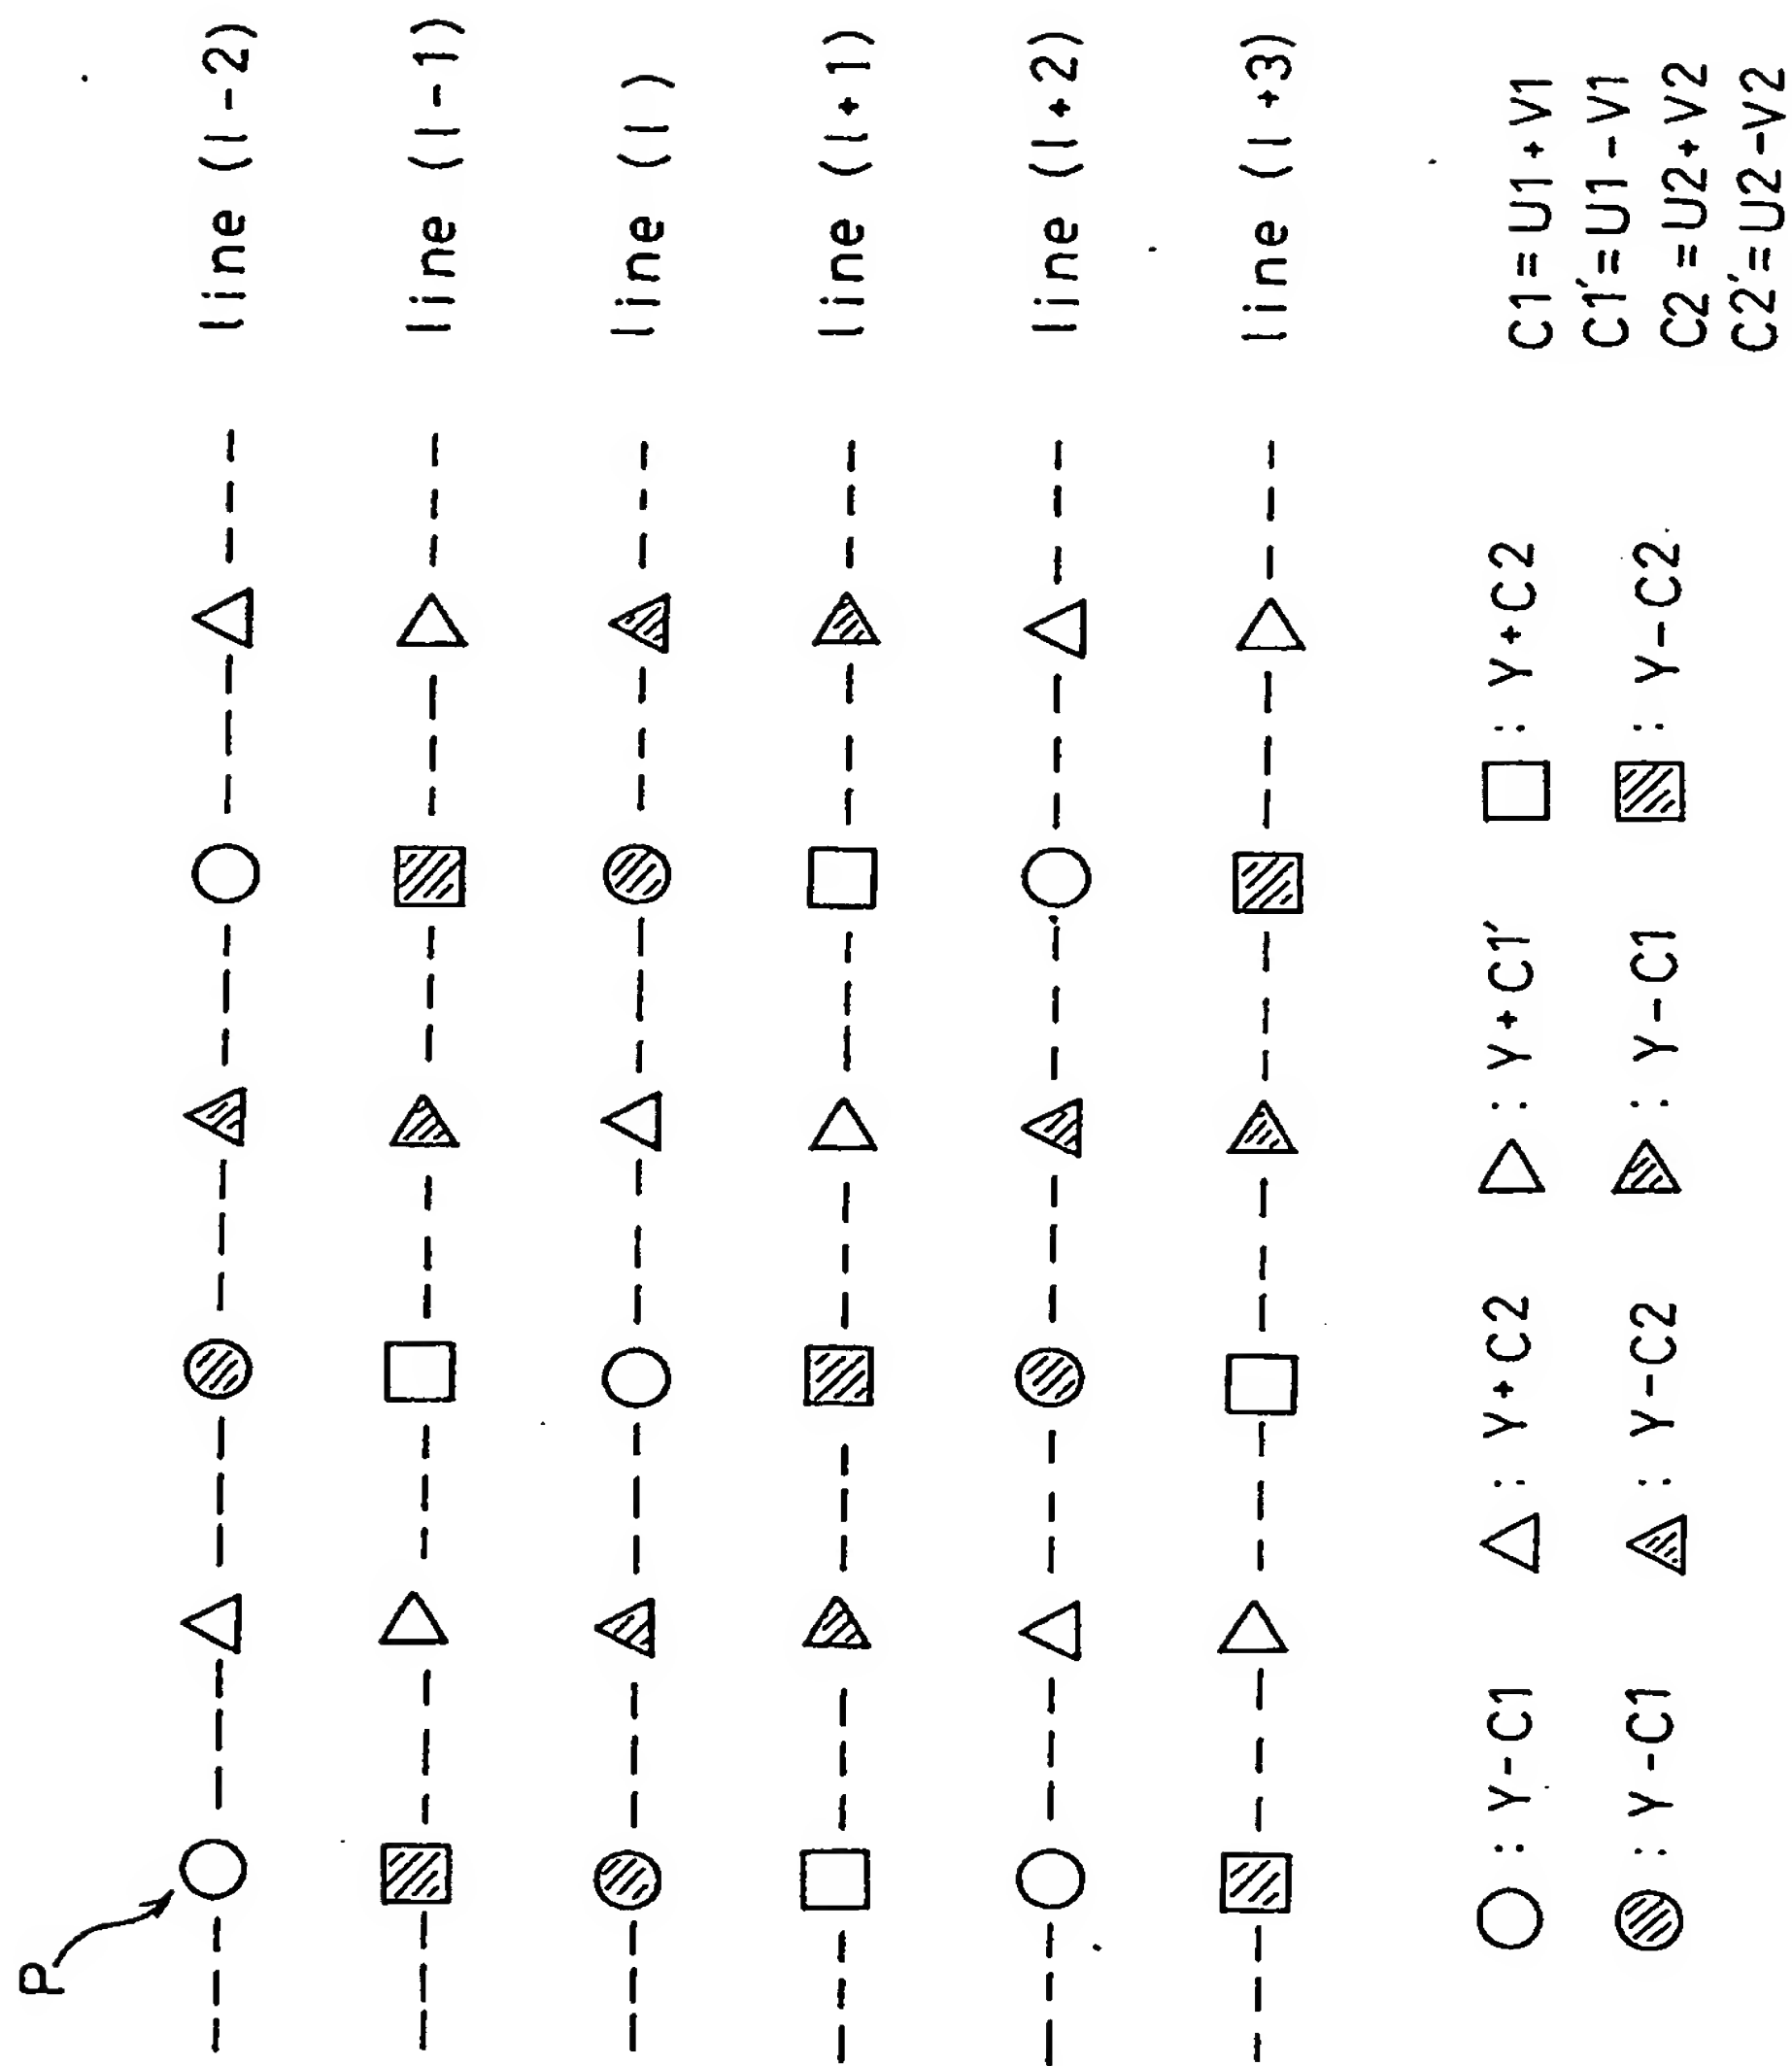 P
line (l-2)
line (l-1)
line (l)
line (l+1)
line (l+2)
line (l+3)
: Y-C1 : Y+C2 : Y+C1' : Y+C2
: Y-C1 : Y-C2 : Y-C1 : Y-C2
C1=U1+V1
C1'=U1-V1
C2=U2+V2
C2'=U2-V2